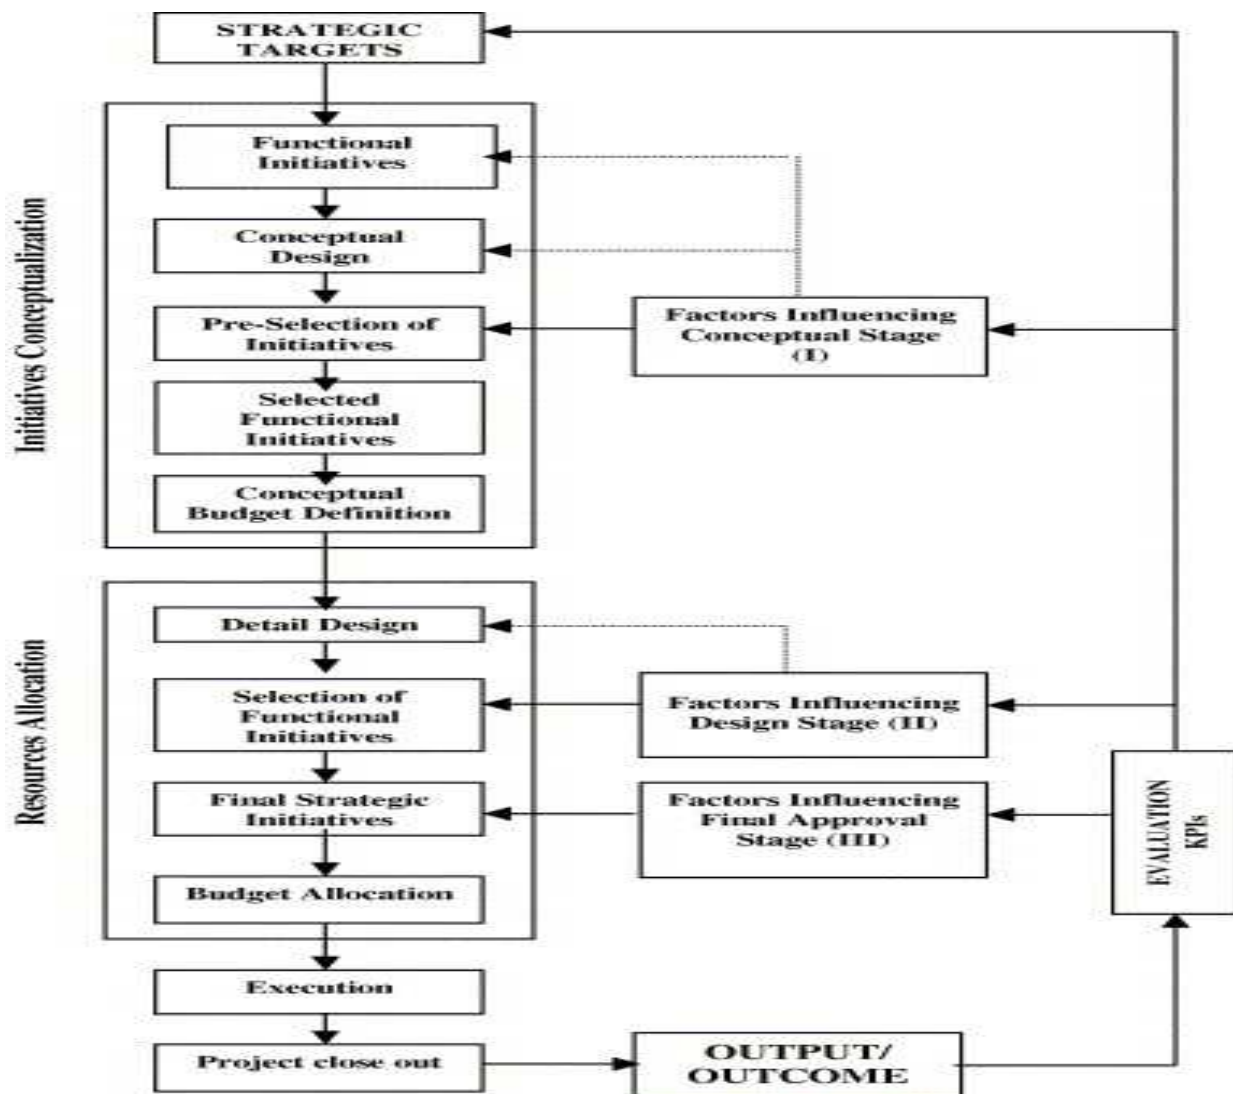 STRATEGIC
TARGETS
Initiatives Conceptualization
Functional
Initiatives
Conceptual
Design
Pre-Selection of
Initiatives
Factors Influencing
Conceptual Stage
(I)
Selected
Functional
Initiatives
Conceptual
Budget Definition
Resources Allocation
Detail Design
Selection of
Functional
Initiatives
Factors Influencing
Design Stage (II)
Final Strategic
Initiatives
Factors Influencing
Final Approval
Stage (III)
EVALUATION
KPIs
Budget Allocation
Execution
Project close out
OUTPUT/
OUTCOME